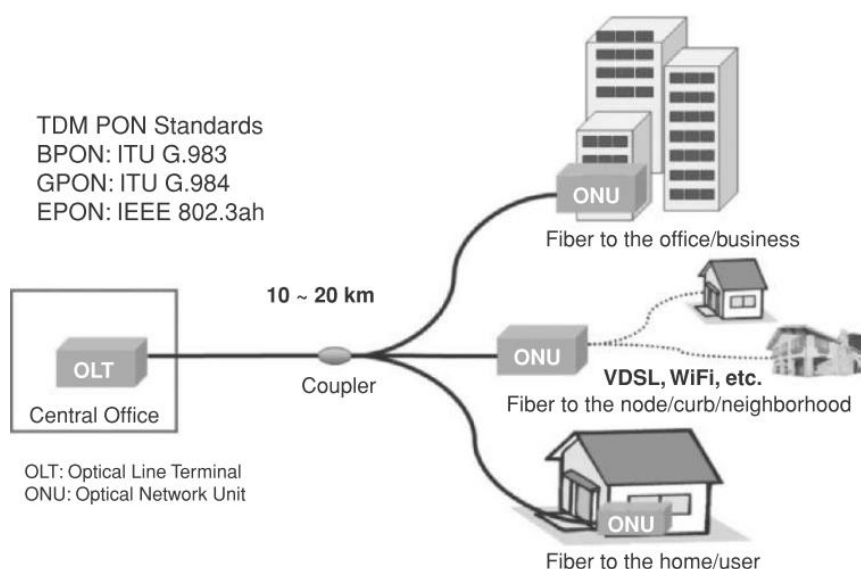 TDM PON Standards
BPON: ITU G.983
GPON: ITU G.984
EPON: IEEE 802.3ah
ONU
Fiber to the office/business
10 ~ 20 km
OLT
Coupler
ONU
VDSL, WiFi, etc.
Central Office
Fiber to the node/curb/neighborhood
OLT: Optical Line Terminal
ONU: Optical Network Unit
ONU
Fiber to the home/user